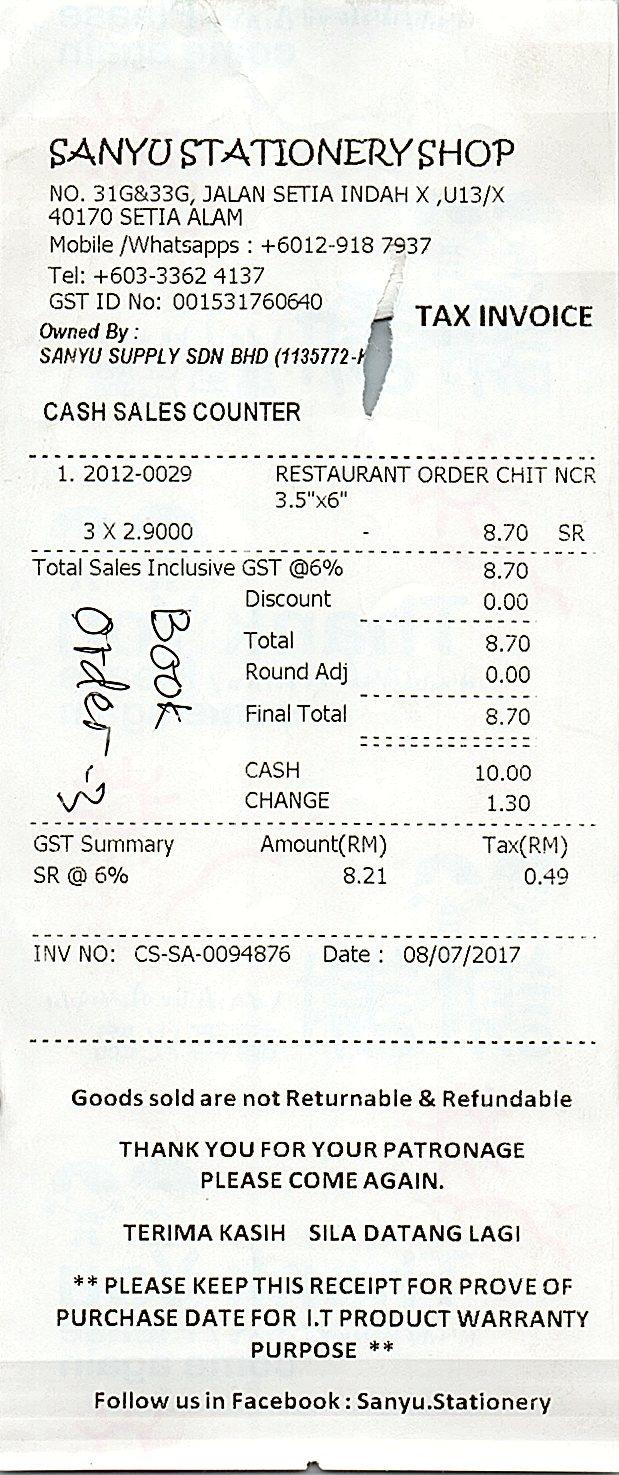 SANYU STATIONERY SHOP
NO. 31G&33G, JALAN SETIA INDAH X ,U13/X
40170 SETIA ALAM
Mobile /Whatsapps : +6012-918 7937
Tel: +603-3362 4137
GST ID No: 001531760640
TAX INVOICE
Owned By :
SANYU SUPPLY SDN BHD (1135772-K
CASH SALES COUNTER
1. 2012-0029 RESTAURANT ORDER CHIT NCR
3.5"x6"
3 X 2.9000 - 8.70 SR
Total Sales Inclusive GST @6% 8.70
Discount 0.00
Total 8.70
Round Adj 0.00
Final Total 8.70
CASH 10.00
CHANGE 1.30
Book
Order -3
GST Summary Amount(RM) Tax(RM)
SR @ 6% 8.21 0.49
INV NO: CS-SA-0094876 Date : 08/07/2017
Goods sold are not Returnable & Refundable
THANK YOU FOR YOUR PATRONAGE
PLEASE COME AGAIN.
TERIMA KASIH SILA DATANG LAGI
** PLEASE KEEP THIS RECEIPT FOR PROVE OF
PURCHASE DATE FOR I.T PRODUCT WARRANTY
PURPOSE **
Follow us in Facebook : Sanyu.Stationery